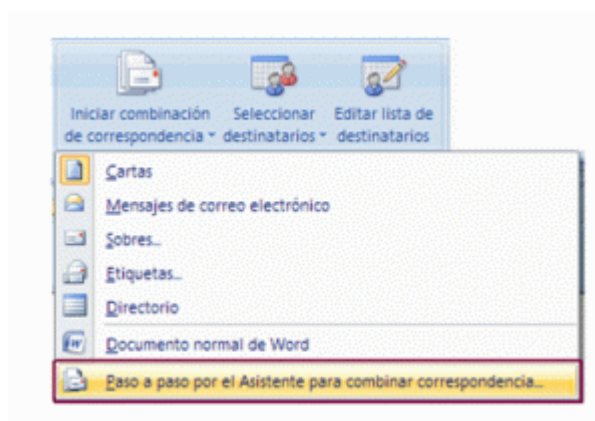 Iniciar combinación Seleccionar Editar lista de
de correspondencia destinatarios destinatarios
Cartas
Mensajes de correo electrónico
Sobres...
Etiquetas...
Directorio
Documento normal de Word
Paso a paso por el Asistente para combinar correspondencia...